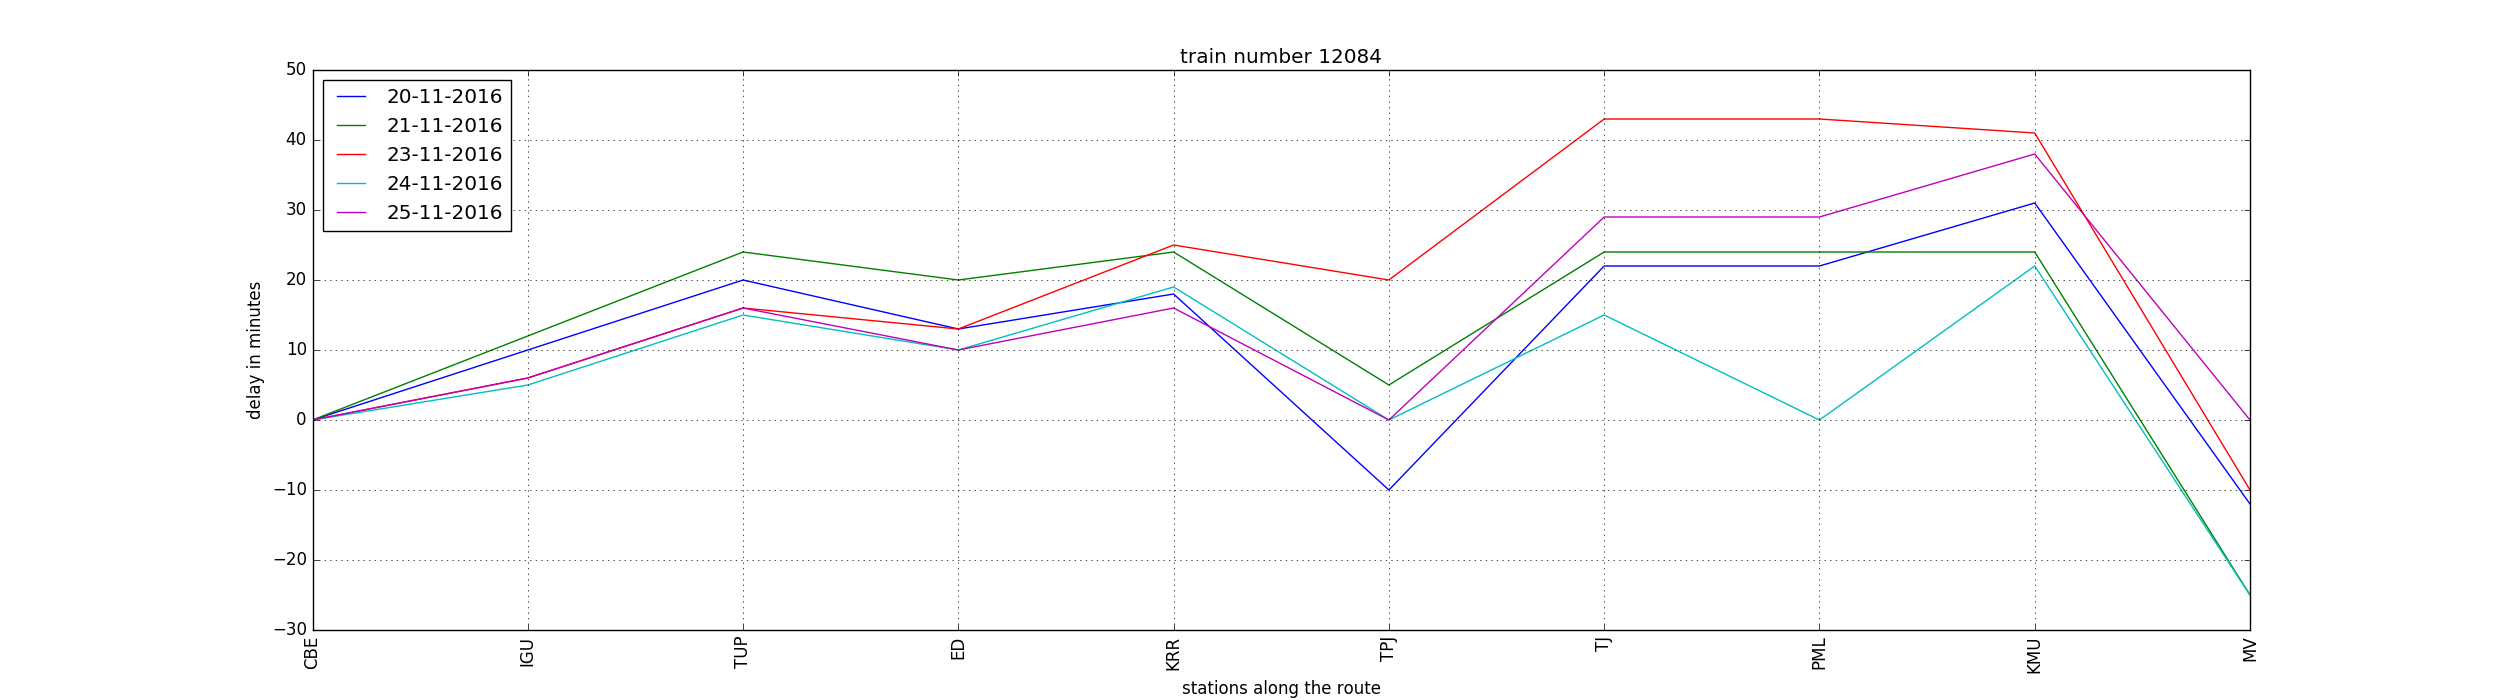 train number 12084
50
40
30
20
10
0
−10
−20
−30
delay in minutes
20-11-2016
21-11-2016
23-11-2016
24-11-2016
25-11-2016
CBE
IGU
TUP
ED
KRR
TPJ
TJ
PML
KMU
MV
stations along the route